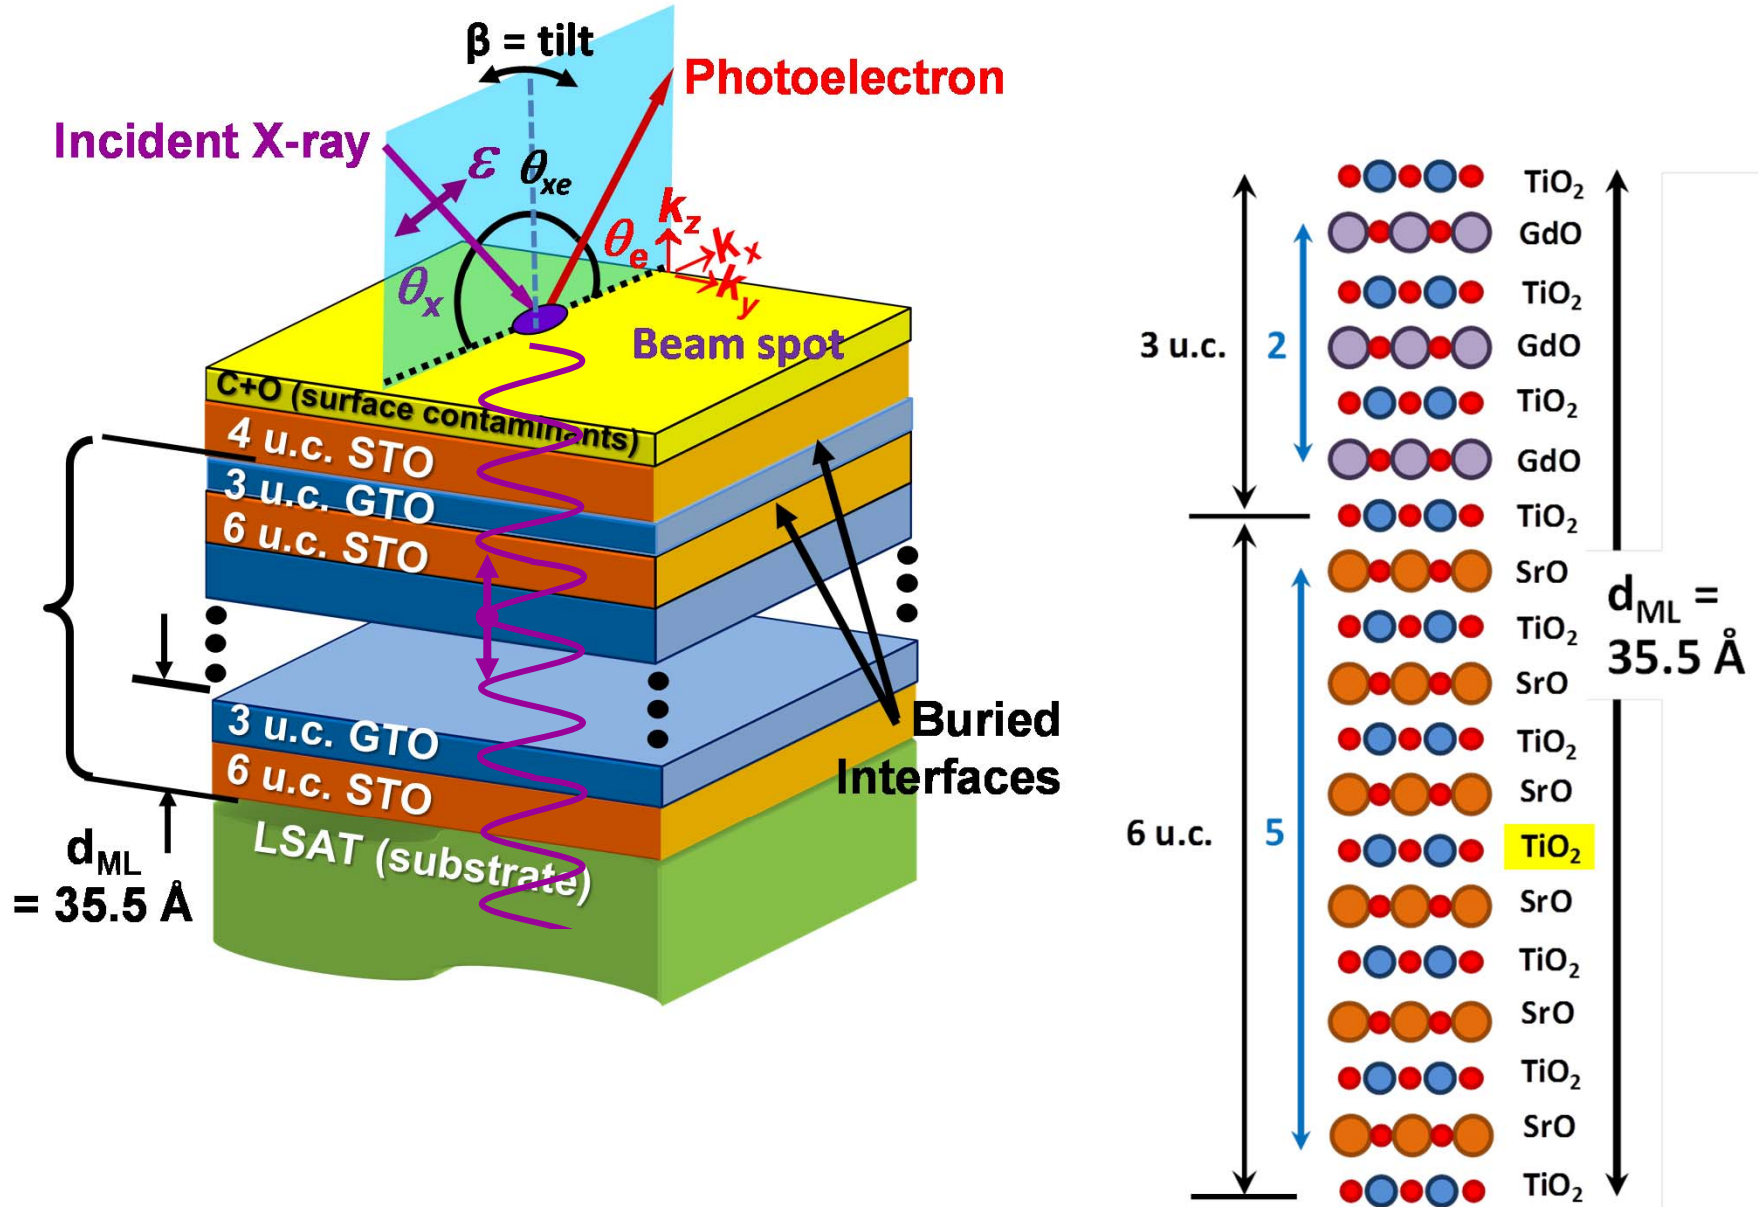 β = tilt
Photoelectron
Incident X-ray
ε
θxe
kz
kx
θe
ky
θx
Beam spot
C+O (surface contaminants)
4 u.c. STO
3 u.c. GTO
6 u.c. STO
Buried
Interfaces
3 u.c. GTO
6 u.c. STO
LSAT (substrate)
dML
= 35.5 Å
TiO2
GdO
TiO2
3 u.c.
2
GdO
TiO2
GdO
TiO2
SrO
dML =
35.5 Å
TiO2
SrO
TiO2
SrO
6 u.c.
5
TiO2
SrO
TiO2
SrO
TiO2
SrO
TiO2